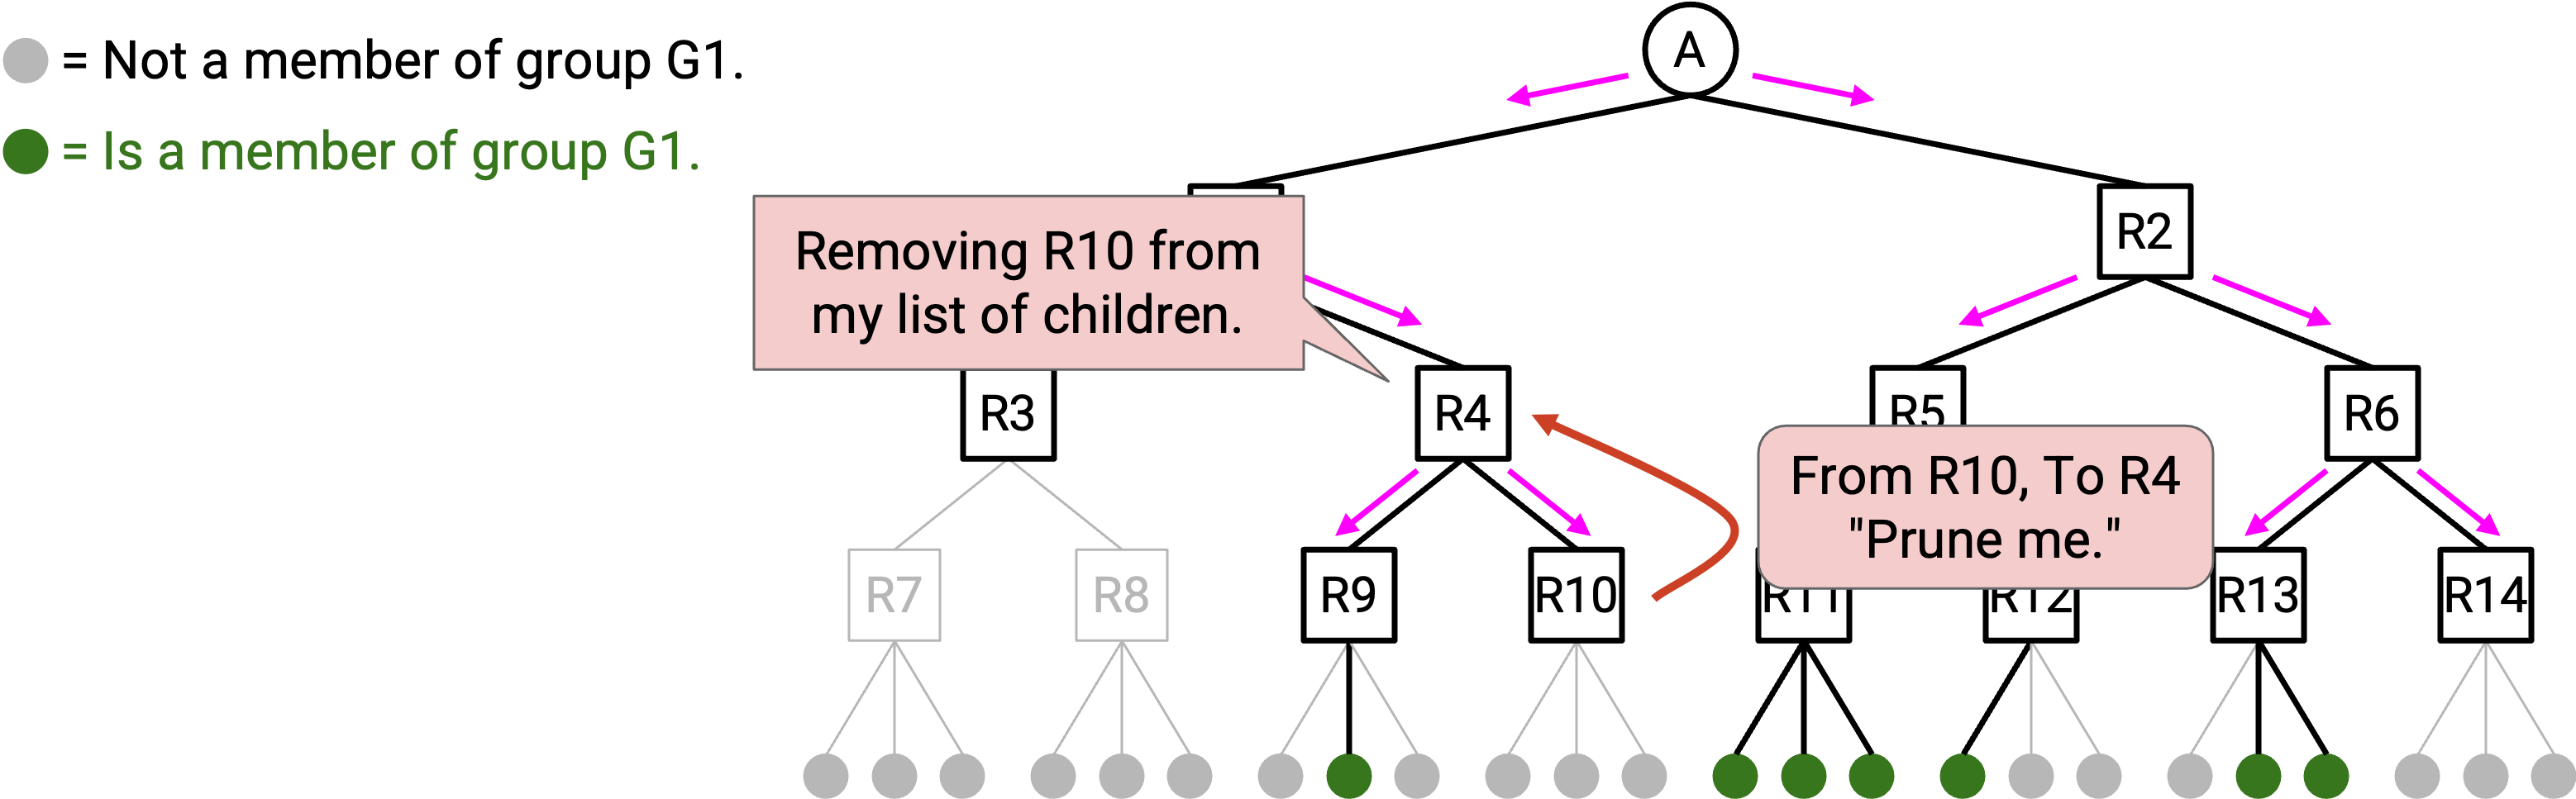 = Not a member of group G1.
= Is a member of group G1.
A
R2
Removing R10 from
my list of children.
R3
R4
R5
R6
From R10, To R4
"Prune me."
R7
R8
R9
R10
R11
R12
R13
R14